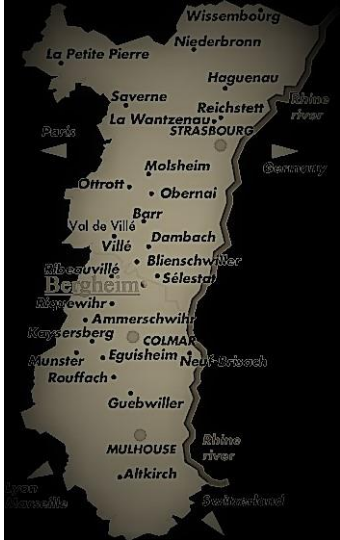 Wissembourg
Niederbronn
La Petite Pierre
Haguenau
Saverne
Rhine
river
Reichstett
La Wantzenau
STRASBOURG
Paris
Germany
Molsheim
Ottrott
Obernai
Barr
Val de Villé
Dambach
Villé
Blienschwiller
Ribeauvillé
Sélestat
Bergheim
Riquewihr
Ammerschwihr
Kaysersberg
COLMAR
Munster
Eguisheim
Neuf-Brisach
Rouffach
Guebwiller
MULHOUSE
Rhine
river
Altkirch
Lyon
Marseille
Switzerland